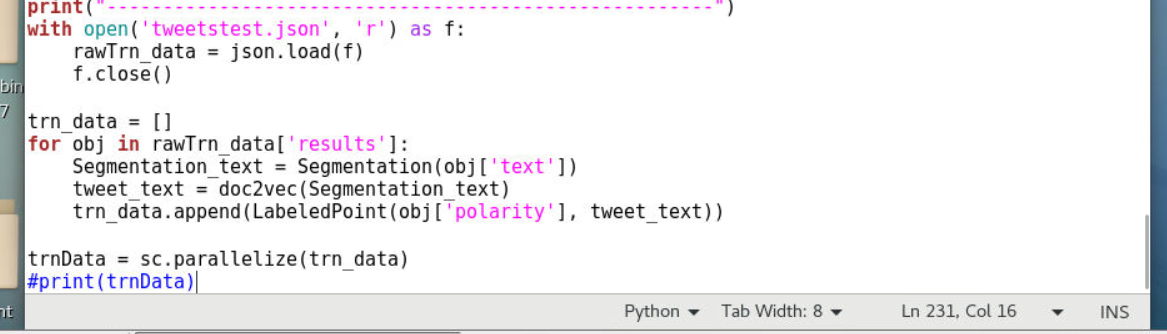 print("------------------------------------------------------")
with open('tweetstest.json', 'r') as f:
    rawTrn_data = json.load(f)
    f.close()
trn_data = []
for obj in rawTrn_data['results']:
    Segmentation_text = Segmentation(obj['text'])
    tweet_text = doc2vec(Segmentation_text)
    trn_data.append(LabeledPoint(obj['polarity'], tweet_text))
trnData = sc.parallelize(trn_data)
#print(trnData)
bin
7
nt
Python Tab Width: 8 Ln 231, Col 16 INS